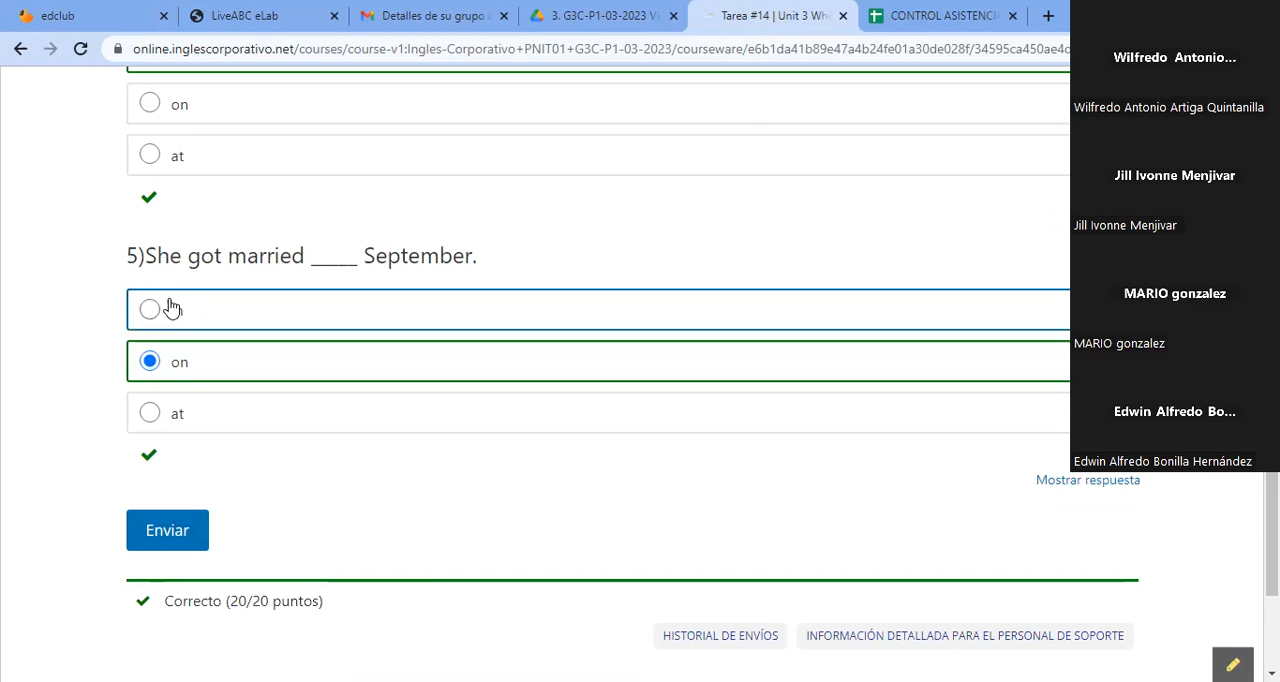 edclub
LiveABC eLab
Detalles de su grupo
3. G3C-P1-03-2023 Vi
Tarea #14 | Unit 3 Whe
CONTROL ASISTENCI
online.inglescorporativo.net/courses/course-v1:Ingles-Corporativo+PNIT01+G3C-P1-03-2023/courseware/e6b1da41b89e47a4b24fe01a30de028f/34595ca450ae4c
on
at
5)She got married _____ September.
on
at
Mostrar respuesta
Enviar
Correcto (20/20 puntos)
HISTORIAL DE ENVÍOS
INFORMACIÓN DETALLADA PARA EL PERSONAL DE SOPORTE
Wilfredo Antonio...
Wilfredo Antonio Artiga Quintanilla
Jill Ivonne Menjivar
Jill Ivonne Menjivar
MARIO gonzalez
MARIO gonzalez
Edwin Alfredo Bo...
Edwin Alfredo Bonilla Hernández